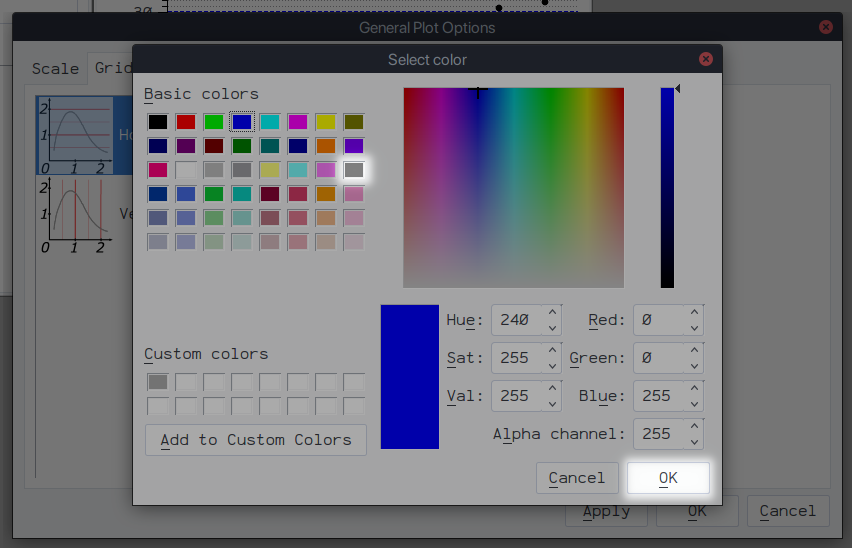 30
General Plot Options
Select color
Scale
Grid
Basic colors
2
1
0
1
2
Ho
2
1
0
1
2
Ve
Hue: 240
Red: 0
Custom colors
Sat: 255
Green: 0
Val: 255
Blue: 255
Add to Custom Colors
Alpha channel: 255
Cancel
OK
Apply
OK
Cancel